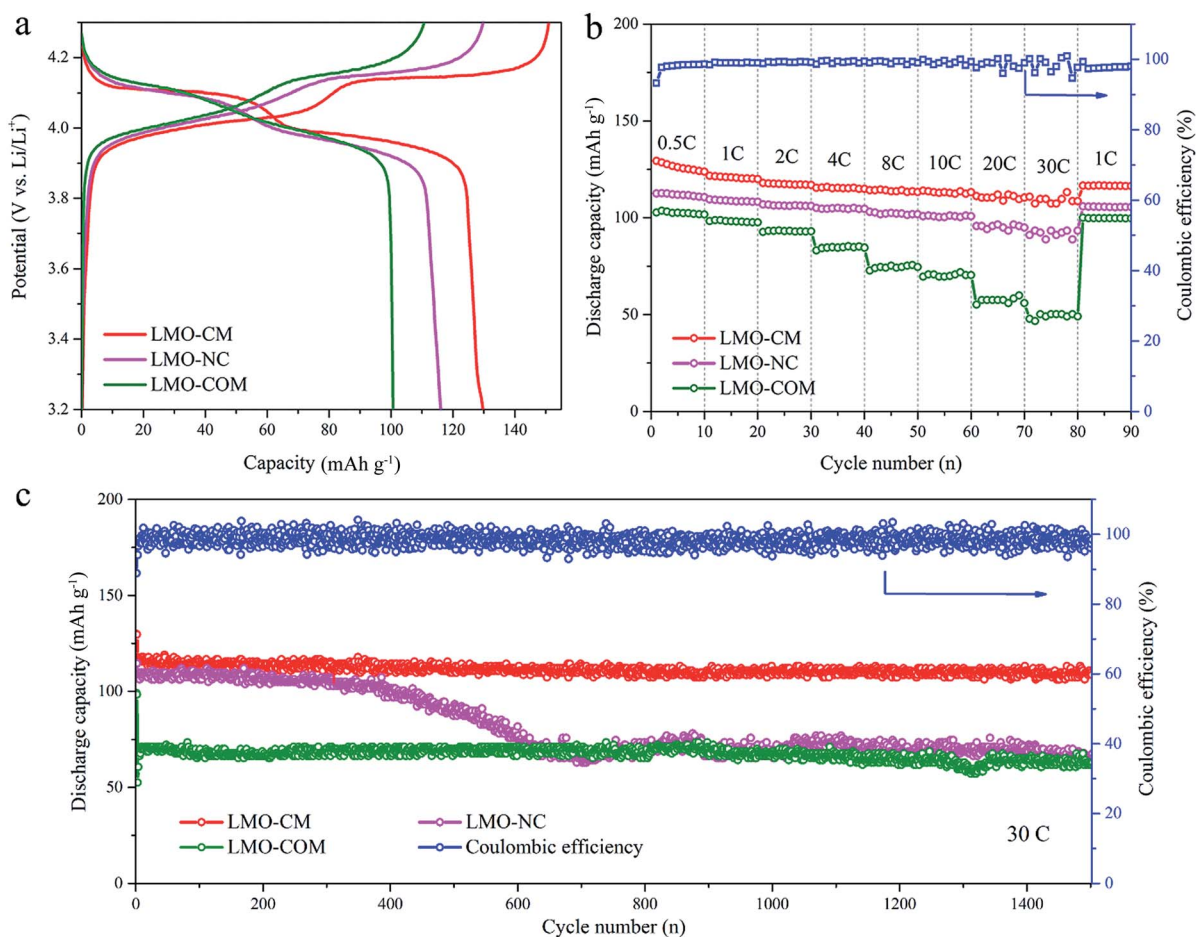 a
Potential (V vs. Li/Li⁺)
4.2
4.0
3.8
3.6
3.4
3.2
LMO-CM
LMO-NC
LMO-COM
0 20 40 60 80 100 120 140
Capacity (mAh g⁻¹)
b
Discharge capacity (mAh g⁻¹)
200
150
100
50
0
0.5C 1C 2C 4C 8C 10C 20C 30C 1C
LMO-CM
LMO-NC
LMO-COM
0 10 20 30 40 50 60 70 80 90
Cycle number (n)
100
80
60
40
20
0
Coulombic efficiency (%)
c
Discharge capacity (mAh g⁻¹)
200
150
100
50
0
LMO-CM LMO-NC
LMO-COM Coulombic efficiency
30 C
0 200 400 600 800 1000 1200 1400
Cycle number (n)
100
80
60
40
20
0
Coulombic efficiency (%)